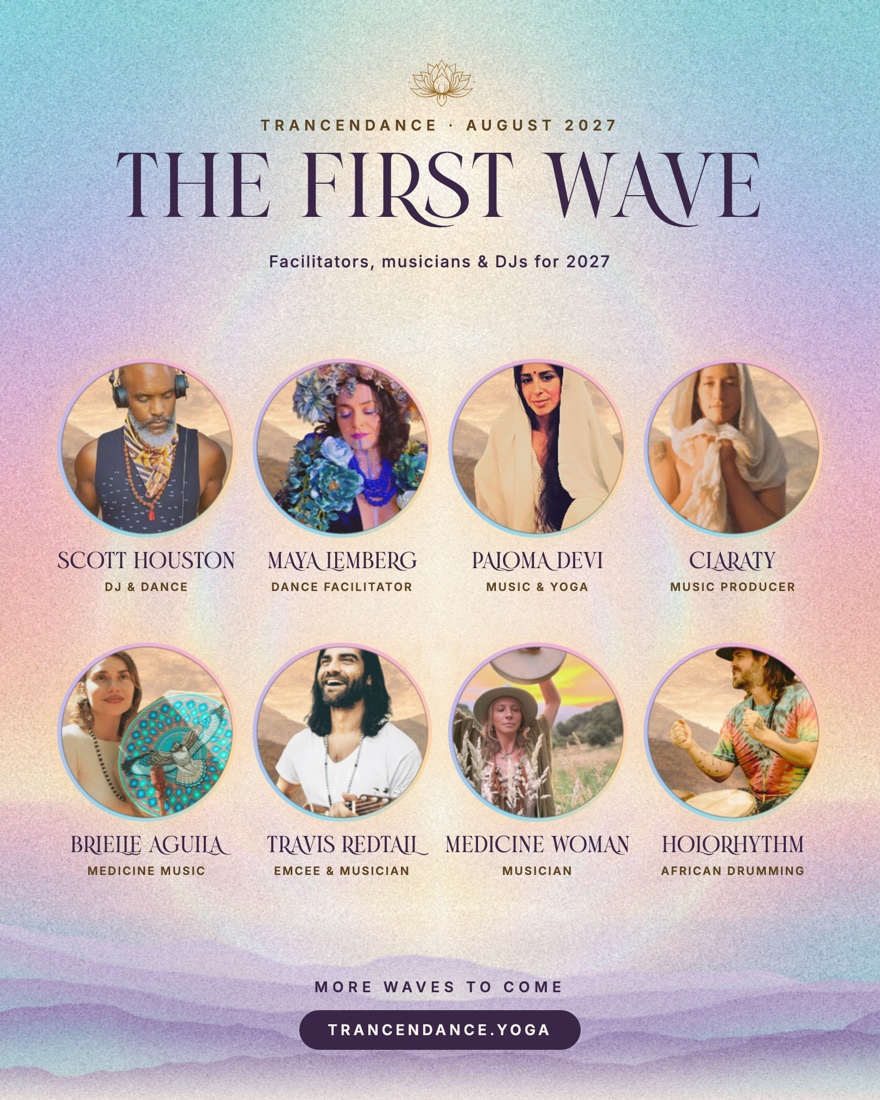 TRANCENDANCE · AUGUST 2027
THE FIRST WAVE
Facilitators, musicians & DJs for 2027
SCOTT HOUSTON
DJ & DANCE
MAYA LEMBERG
DANCE FACILITATOR
PALOMA DEVI
MUSIC & YOGA
CLARATY
MUSIC PRODUCER
BRIELLE AGUILA
MEDICINE MUSIC
TRAVIS REDTAIL
EMCEE & MUSICIAN
MEDICINE WOMAN
MUSICIAN
HOLORHYTHM
AFRICAN DRUMMING
MORE WAVES TO COME
TRANCENDANCE.YOGA